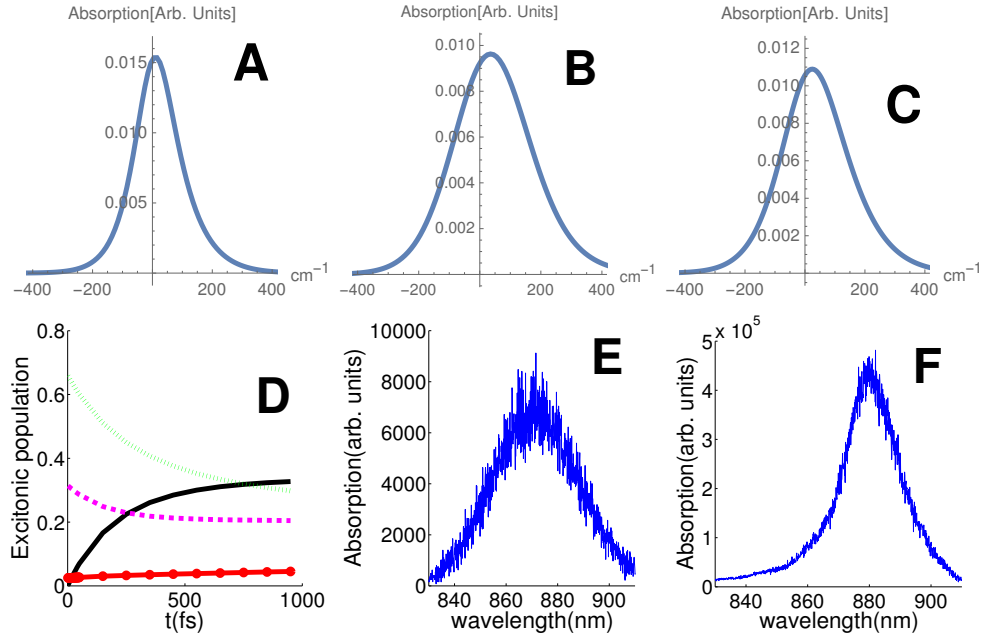 Absorption[Arb. Units]
A
0.015
0.010
0.005
−400
−200
200
400
cm⁻¹
Absorption[Arb. Units]
B
0.010
0.008
0.006
0.004
0.002
−400
−200
0
200
400
cm⁻¹
Absorption[Arb. Units]
C
0.012
0.010
0.008
0.006
0.004
0.002
−400
−200
0
200
400
cm⁻¹
D
Excitonic population
0.8
0.6
0.4
0.2
0
0
500
1000
t(fs)
E
Absorption(arb. units)
10000
8000
6000
4000
2000
0
840
860
880
900
wavelength(nm)
F
Absorption(arb. units)
x 10⁵
5
4
3
2
1
0
840
860
880
900
wavelength(nm)